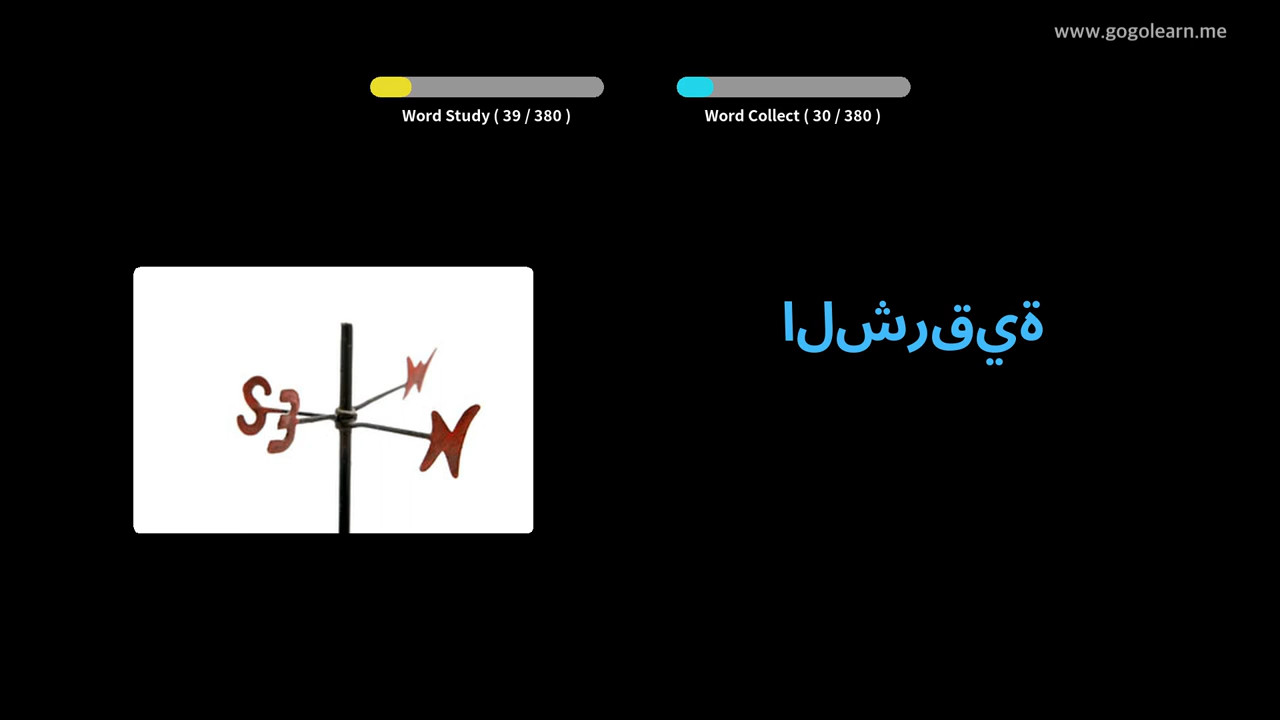 www.gogolearn.me
Word Study ( 39 / 380 )
Word Collect ( 30 / 380 )
الشرقية
S
E
N